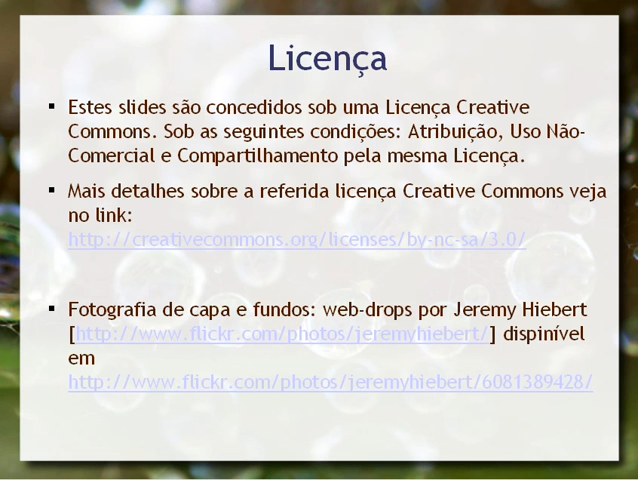 Licença
Estes slides são concedidos sob uma Licença Creative
Commons. Sob as seguintes condições: Atribuição, Uso Não-
Comercial e Compartilhamento pela mesma Licença.
Mais detalhes sobre a referida licença Creative Commons veja
no link:
http://creativecommons.org/licenses/by-nc-sa/3.0/
Fotografia de capa e fundos: web-drops por Jeremy Hiebert
[http://www.flickr.com/photos/jeremyhiebert/] dispinível
em
http://www.flickr.com/photos/jeremyhiebert/6081389428/